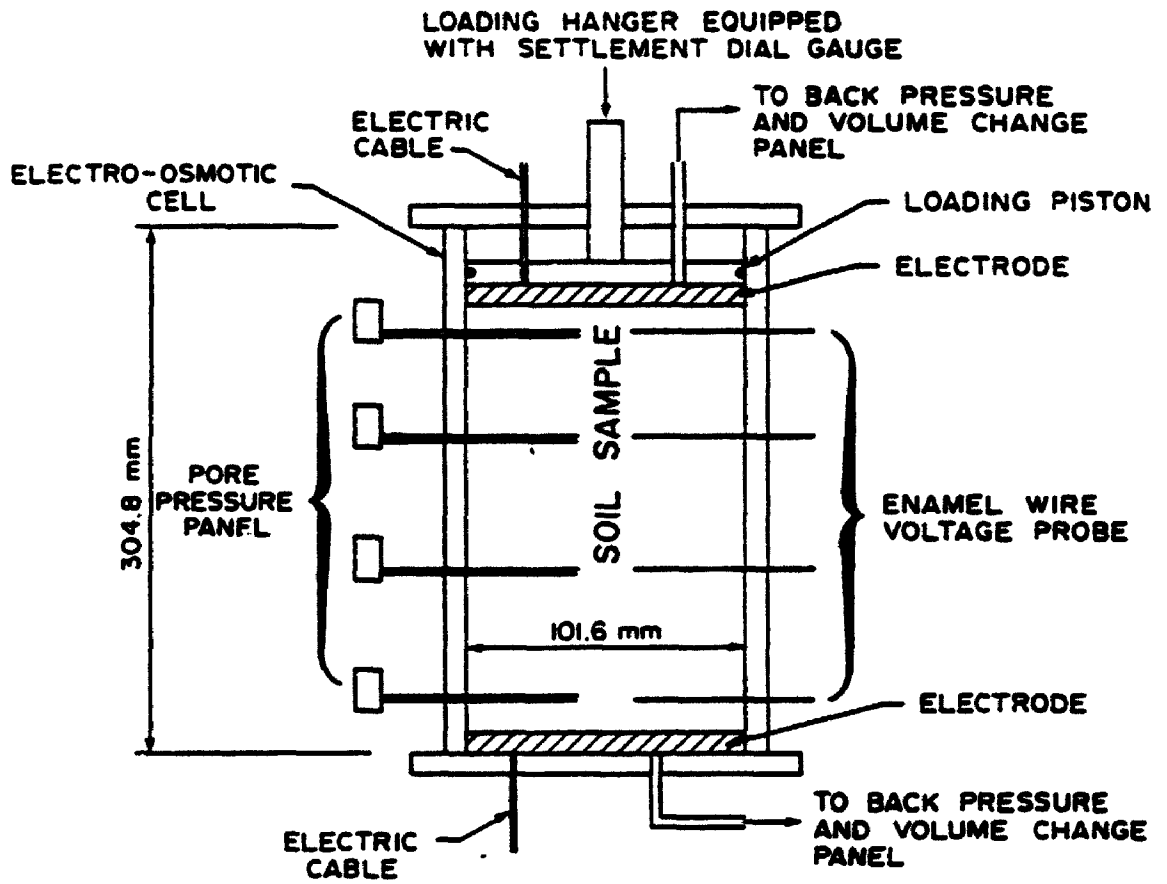 LOADING HANGER EQUIPPED
WITH SETTLEMENT DIAL GAUGE
TO BACK PRESSURE
AND VOLUME CHANGE
PANEL
ELECTRIC
CABLE
ELECTRO-OSMOTIC
CELL
LOADING PISTON
ELECTRODE
SOIL SAMPLE
304.8 mm
PORE
PRESSURE
PANEL
ENAMEL WIRE
VOLTAGE PROBE
101.6 mm
ELECTRODE
TO BACK PRESSURE
AND VOLUME CHANGE
PANEL
ELECTRIC
CABLE